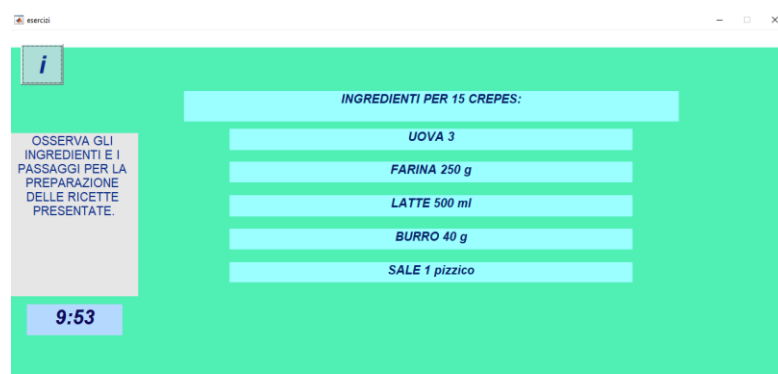 esercizi
i
INGREDIENTI PER 15 CREPES:
OSSERVA GLI
INGREDIENTI E I
PASSAGGI PER LA
PREPARAZIONE
DELLE RICETTE
PRESENTATE.
UOVA 3
FARINA 250 g
LATTE 500 ml
BURRO 40 g
SALE 1 pizzico
9:53